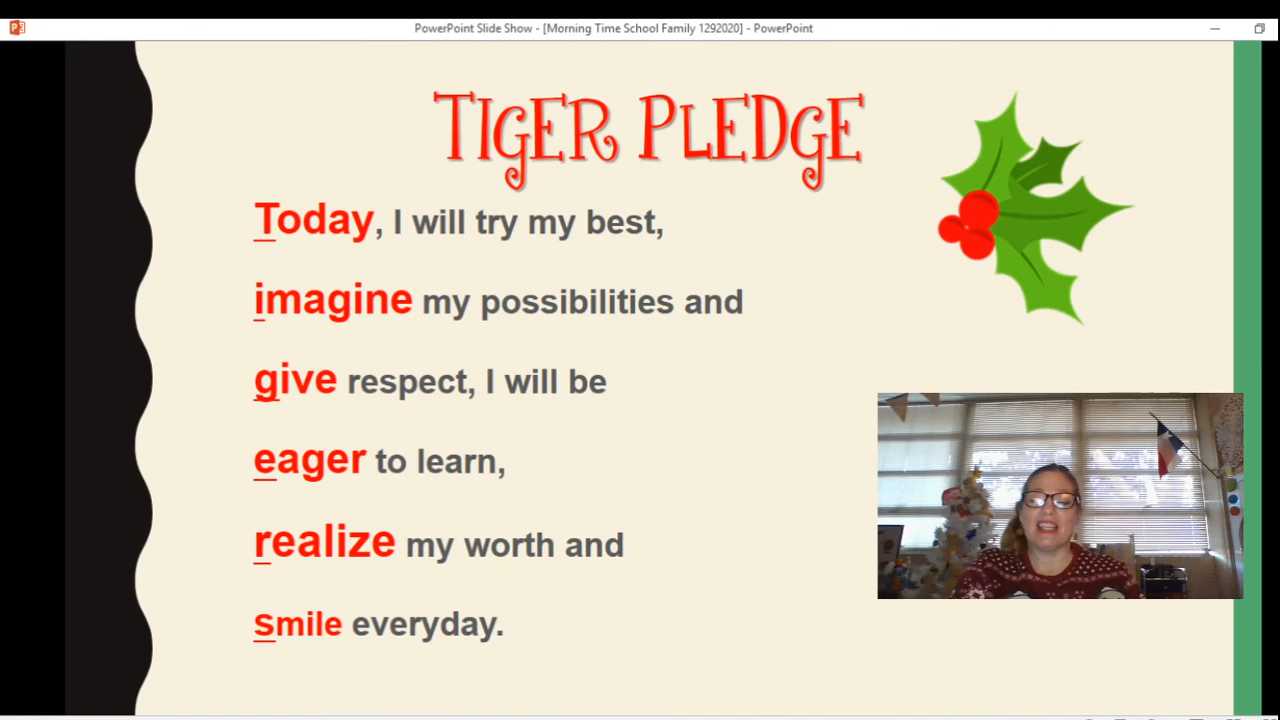 PowerPoint Slide Show - [Morning Time School Family 1292020] - PowerPoint
TIGER PLEDGE
Today, I will try my best,
imagine my possibilities and
give respect, I will be
eager to learn,
realize my worth and
smile everyday.